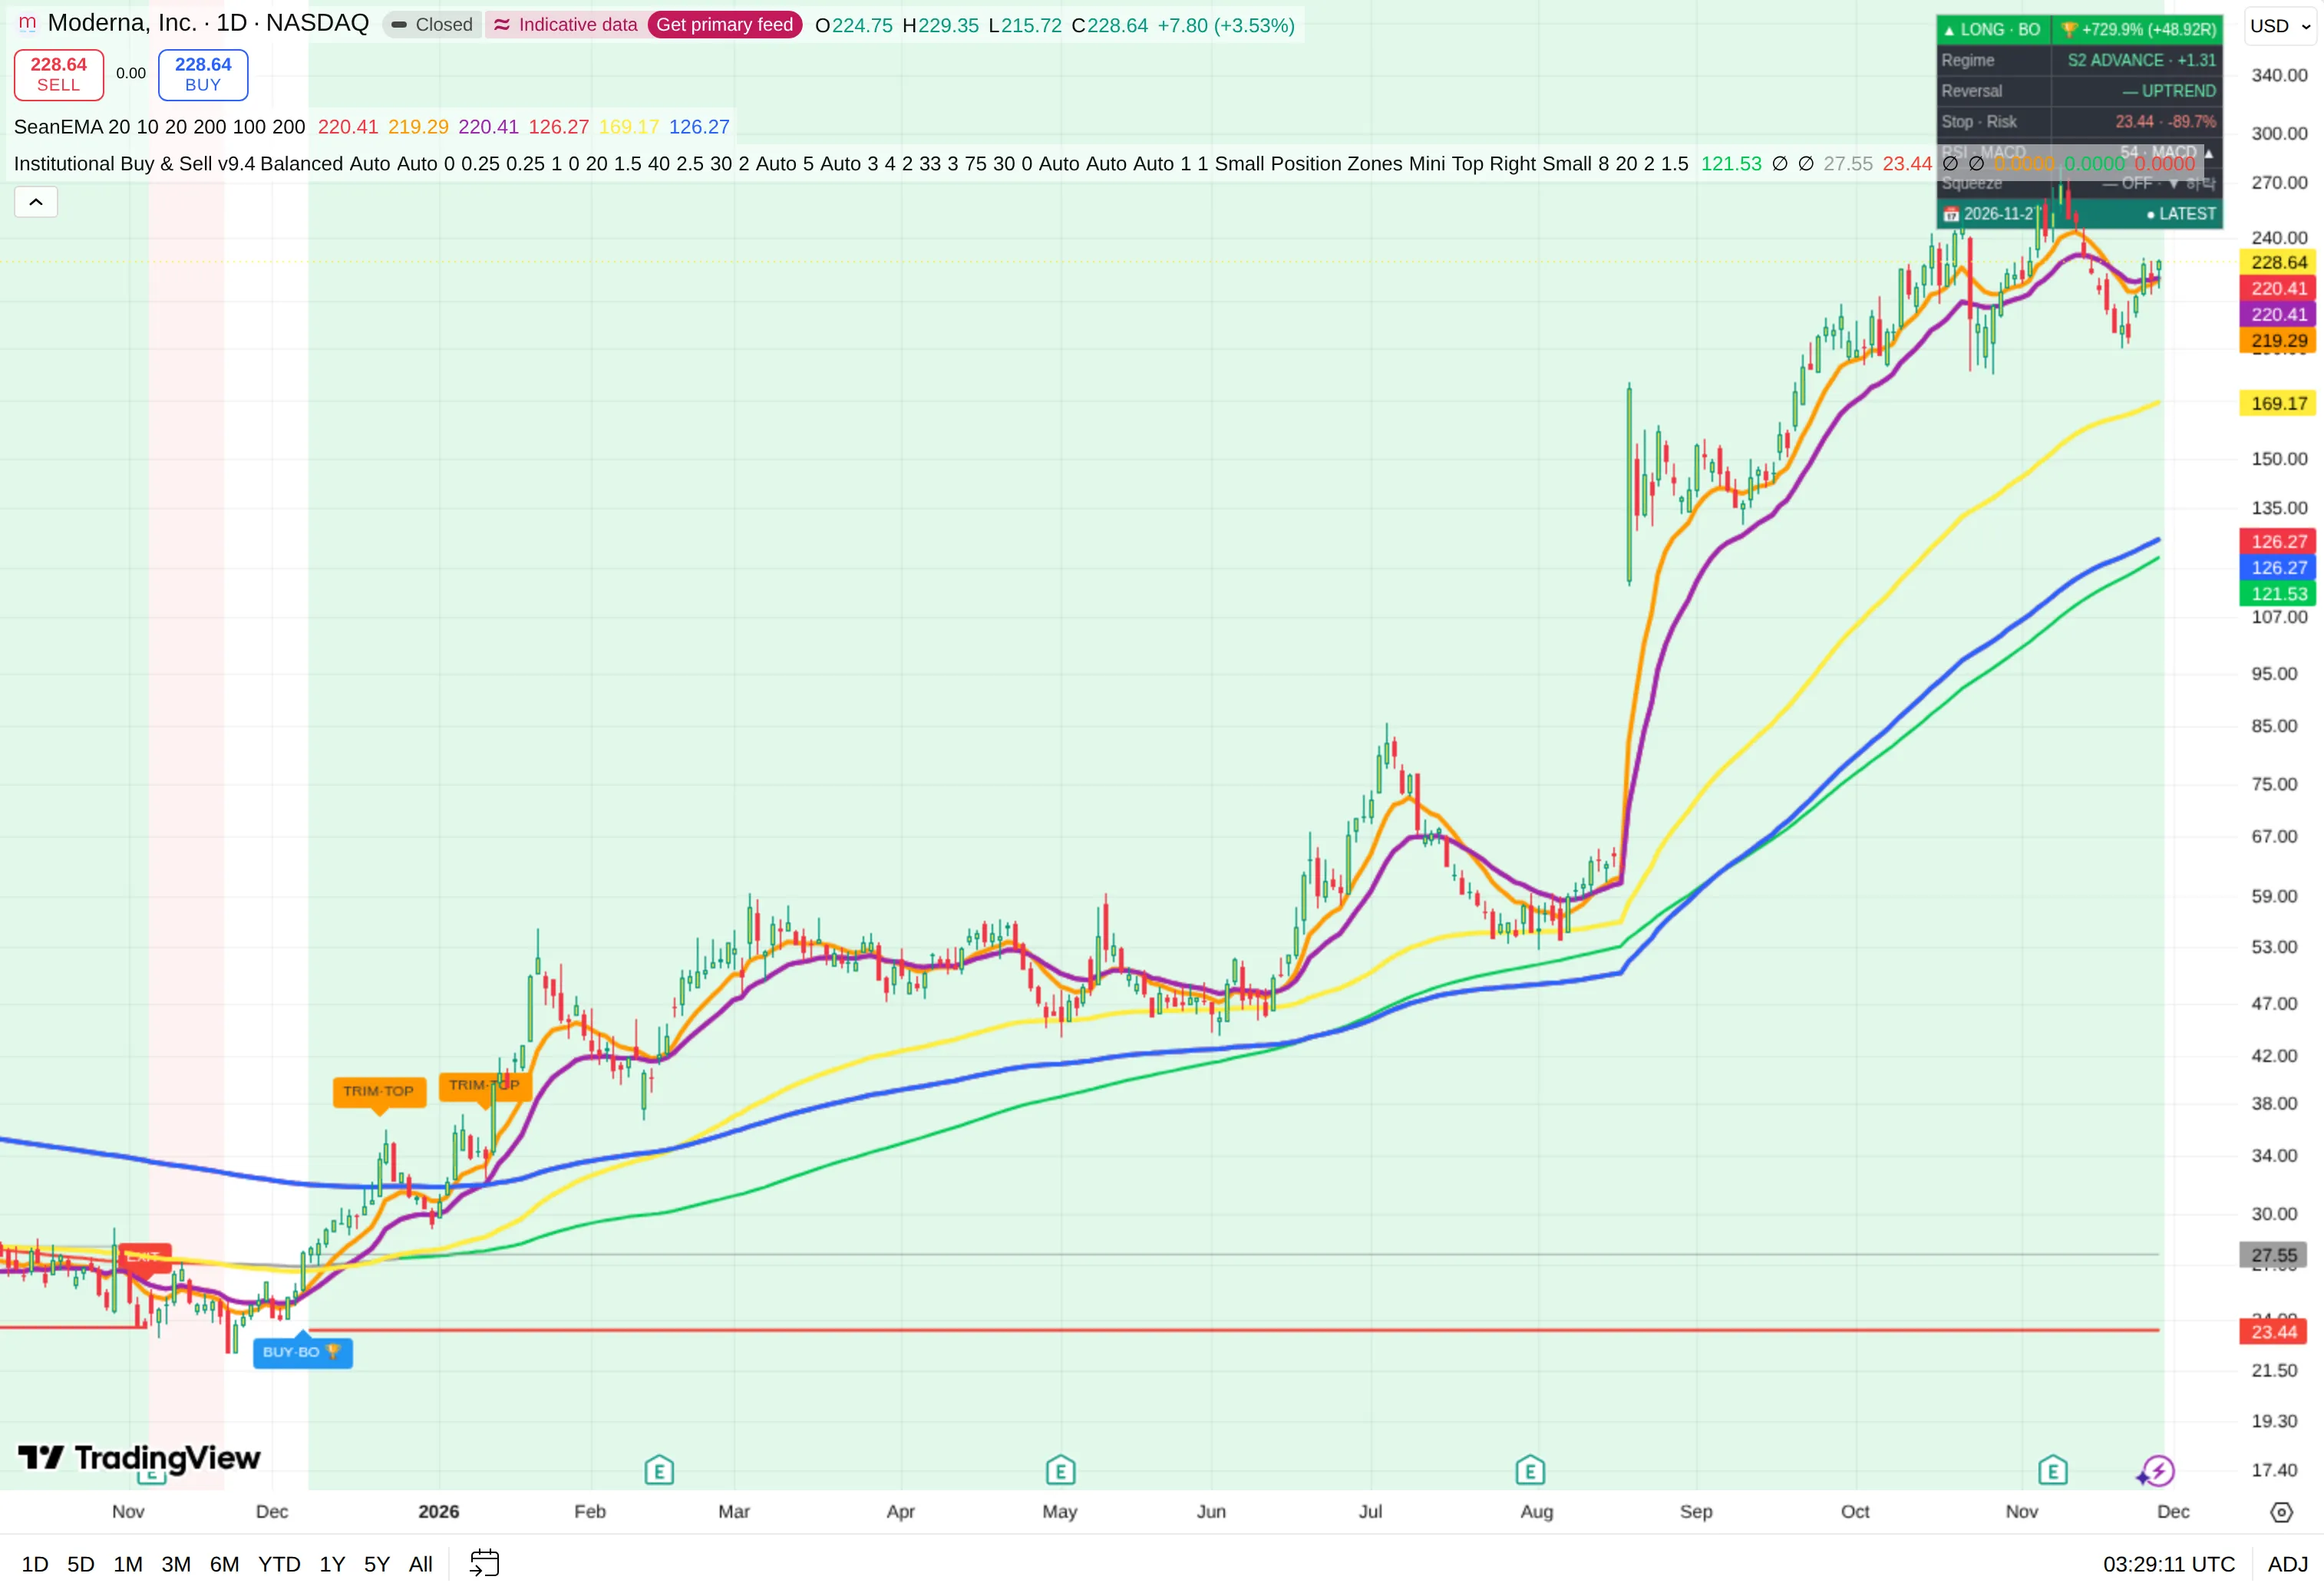 Moderna, Inc. · 1D · NASDAQ Closed ≈ Indicative data Get primary feed O224.75 H229.35 L215.72 C228.64 +7.80 (+3.53%)
228.64 SELL 0.00 228.64 BUY
SeanEMA 20 10 20 200 100 200 220.41 219.29 220.41 126.27 169.17 126.27
Institutional Buy & Sell v9.4 Balanced Auto Auto 0 0.25 0.25 1 0 20 1.5 40 2.5 30 2 Auto 5 Auto 3 4 2 33 3 75 30 0 Auto Auto Auto 1 1 Small Position Zones Mini Top Right Small 8 20 2 1.5 121.53 ∅ ∅ 27.55 23.44 ∅ ∅ 0.0000 0.0000 0.0000
▲ LONG · BO 🏆 +729.9% (+48.92R)
Regime S2 ADVANCE · +1.31
Reversal — UPTREND
Stop · Risk 23.44 · -89.7%
RSI · MACD 54 · MACD ▲
Squeeze — OFF · ▼ 하락
📅 2026-11-2 ● LATEST
USD
340.00
300.00
270.00
240.00
228.64
220.41
220.41
219.29
169.17
150.00
135.00
126.27
126.27
121.53
107.00
95.00
85.00
75.00
67.00
59.00
53.00
47.00
42.00
38.00
34.00
30.00
27.55
23.44
21.50
19.30
17.40
TRIM-TOP
TRIM-TOP
EXIT
BUY-BO 🏆
TradingView
E
E
E
E
E
Nov Dec 2026 Feb Mar Apr May Jun Jul Aug Sep Oct Nov Dec
1D 5D 1M 3M 6M YTD 1Y 5Y All 03:29:11 UTC ADJ